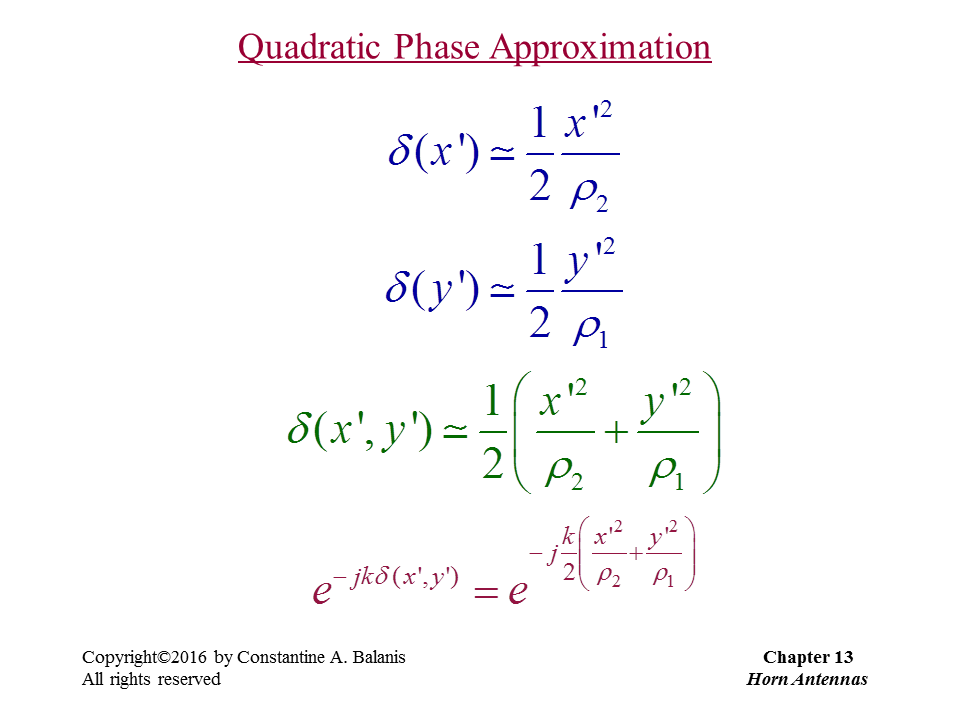 Quadratic Phase Approximation
δ(x') ≃ 1/2 x'²/ρ₂
δ(y') ≃ 1/2 y'²/ρ₁
δ(x', y') ≃ 1/2 (x'²/ρ₂ + y'²/ρ₁)
e^{− jkδ(x', y')} = e^{− j k/2 (x'²/ρ₂ + y'²/ρ₁)}
Copyright©2016 by Constantine A. Balanis
All rights reserved
Chapter 13
Horn Antennas